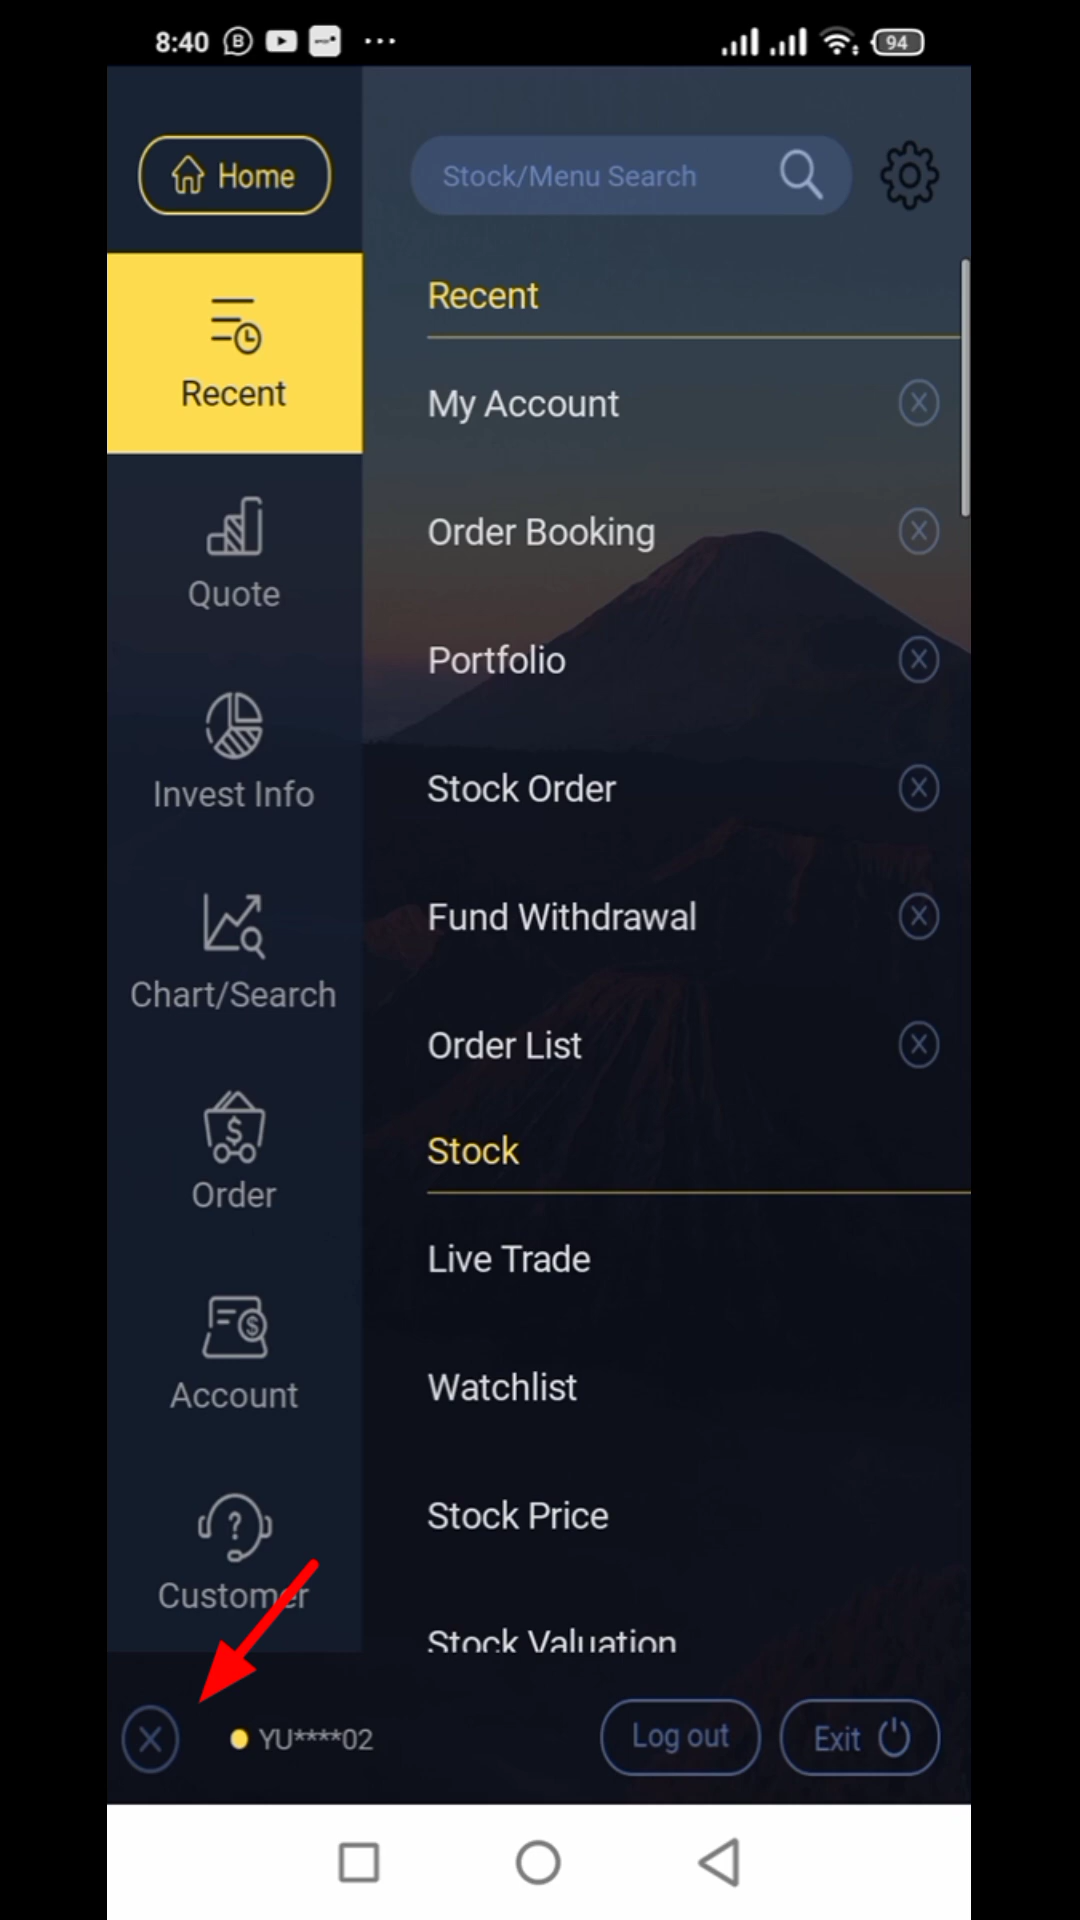 8:40
94
Home
Stock/Menu Search
Recent
Recent
My Account
Order Booking
Quote
Portfolio
Invest Info
Stock Order
Fund Withdrawal
Chart/Search
Order List
Stock
Order
Live Trade
Account
Watchlist
Stock Price
Customer
Stock Valuation
YU****02
Log out
Exit